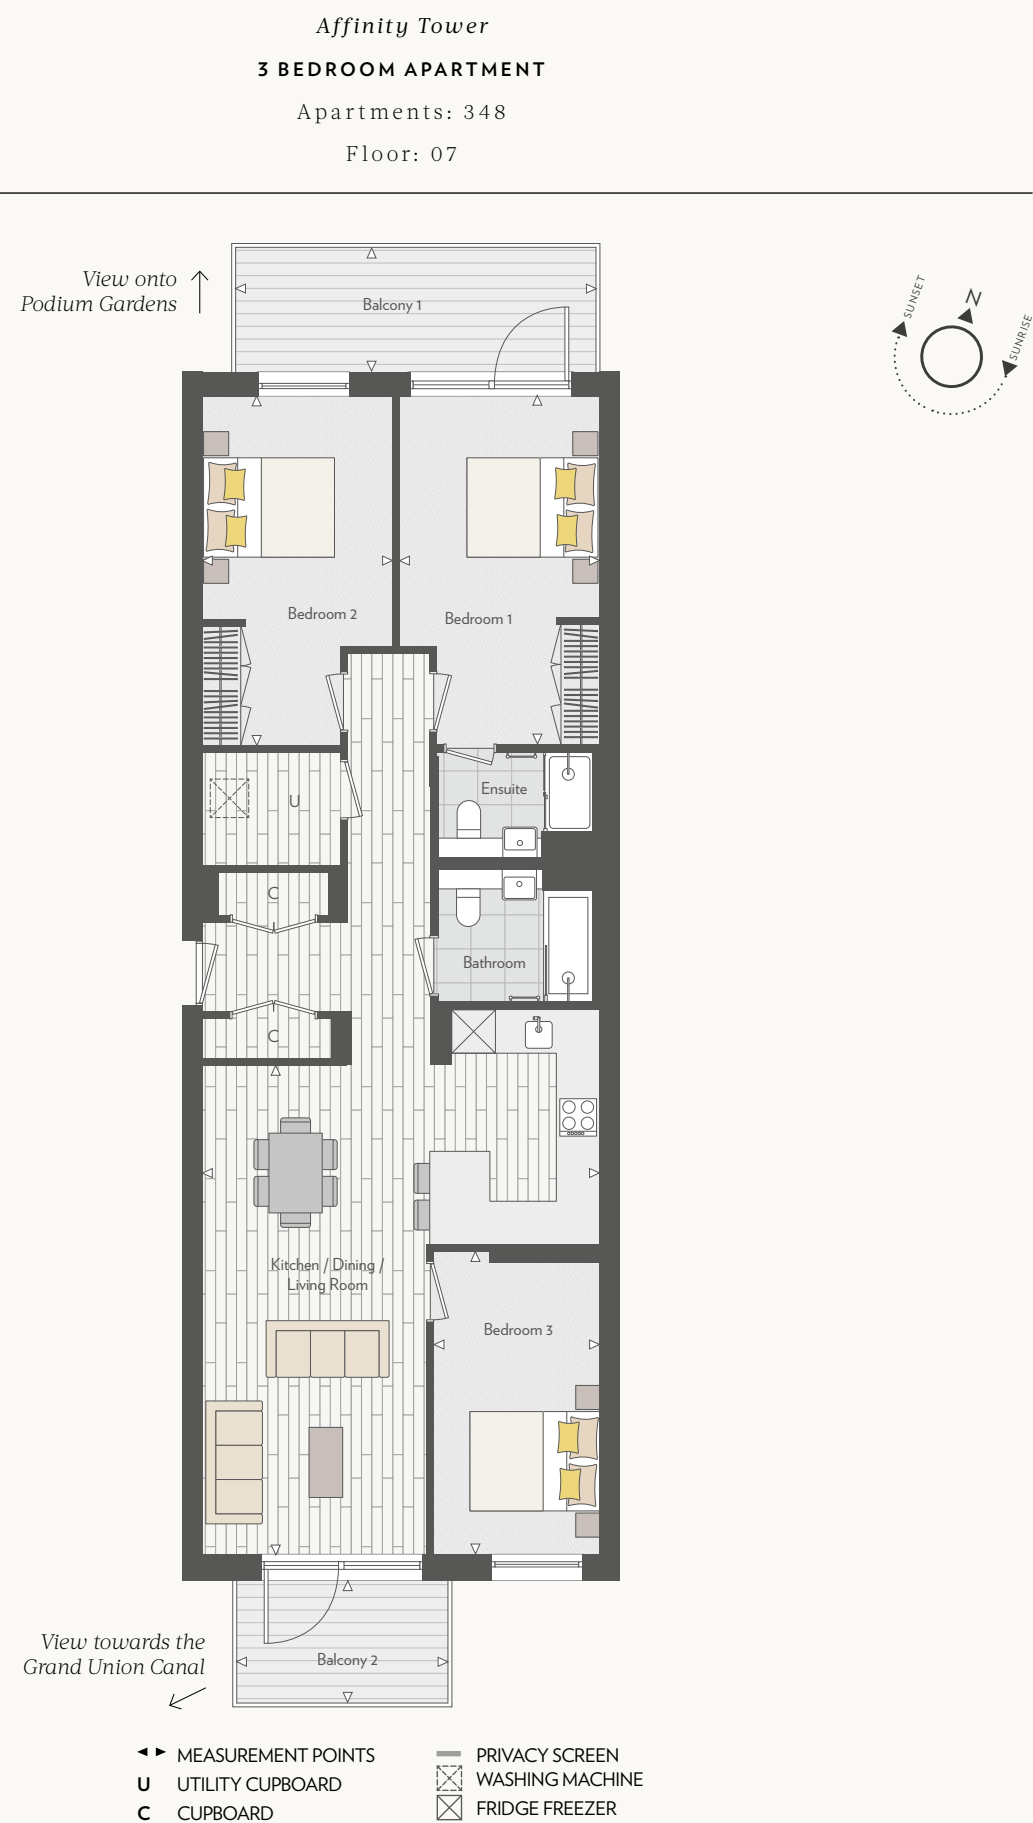 Affinity Tower
3 BEDROOM APARTMENT
Apartments: 348
Floor: 07
View onto
Podium Gardens
Balcony 1
SUNSET
N
SUNRISE
Bedroom 2
Bedroom 1
Ensuite
U
C
Bathroom
C
Kitchen / Dining /
Living Room
Bedroom 3
View towards the
Grand Union Canal
Balcony 2
MEASUREMENT POINTS
U UTILITY CUPBOARD
C CUPBOARD
PRIVACY SCREEN
WASHING MACHINE
FRIDGE FREEZER